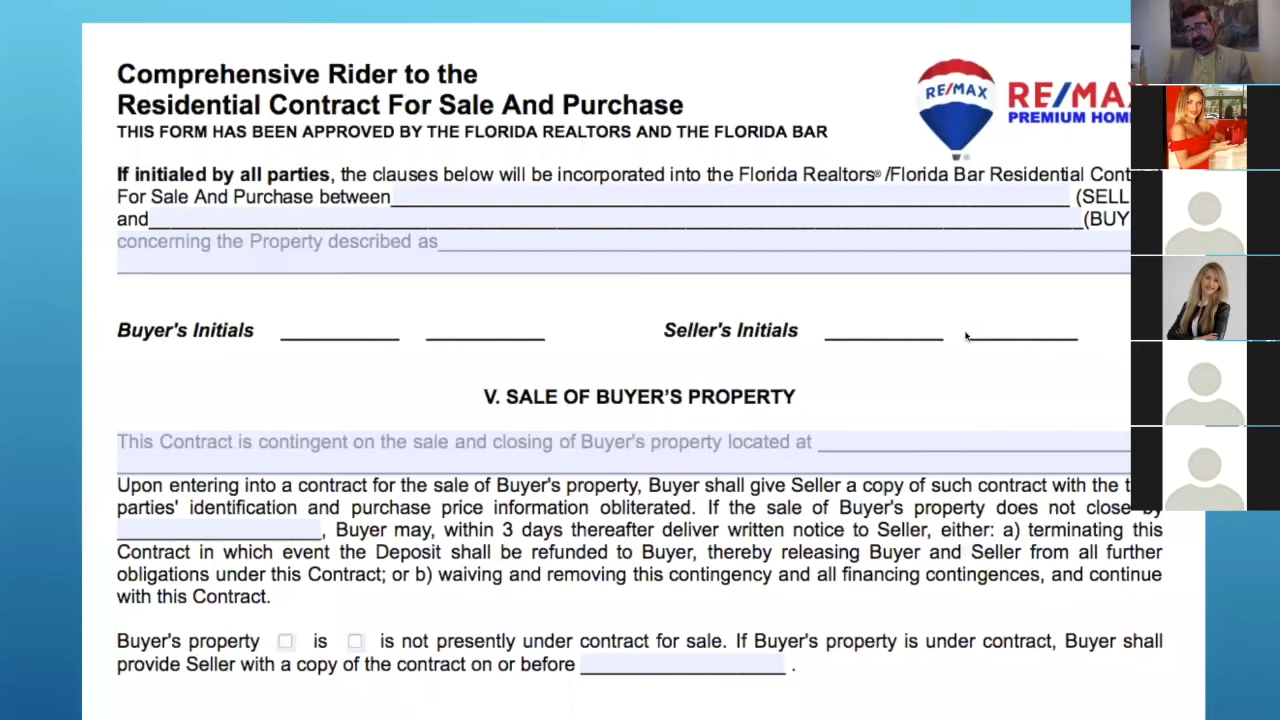 Comprehensive Rider to the
Residential Contract For Sale And Purchase
THIS FORM HAS BEEN APPROVED BY THE FLORIDA REALTORS AND THE FLORIDA BAR
RE/MAX
RE/MAX
PREMIUM HOM
If initialed by all parties, the clauses below will be incorporated into the Florida Realtors® /Florida Bar Residential Cont
For Sale And Purchase between (SELL
and (BUY
concerning the Property described as
Buyer's Initials Seller's Initials
V. SALE OF BUYER'S PROPERTY
This Contract is contingent on the sale and closing of Buyer's property located at
Upon entering into a contract for the sale of Buyer's property, Buyer shall give Seller a copy of such contract with the t
parties' identification and purchase price information obliterated. If the sale of Buyer's property does not close by
, Buyer may, within 3 days thereafter deliver written notice to Seller, either: a) terminating this
Contract in which event the Deposit shall be refunded to Buyer, thereby releasing Buyer and Seller from all further
obligations under this Contract; or b) waiving and removing this contingency and all financing contingences, and continue
with this Contract.
Buyer's property is is not presently under contract for sale. If Buyer's property is under contract, Buyer shall
provide Seller with a copy of the contract on or before .